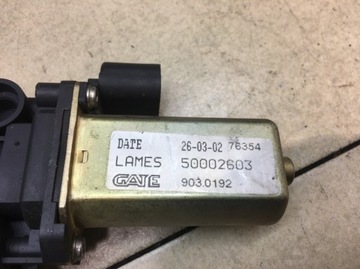 DATE 26-03-02 76354
LAMES 50002603
GATE 903.0192